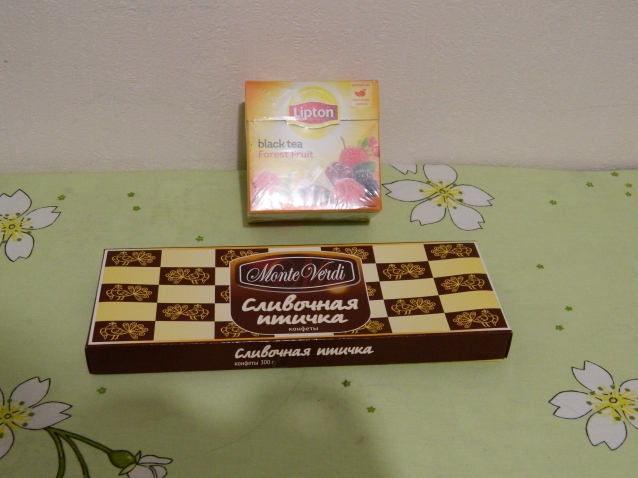 Lipton
black tea
Forest Fruit
Monte Verdi
Сливочная
птичка
конфеты
Сливочная птичка
конфеты 300 г